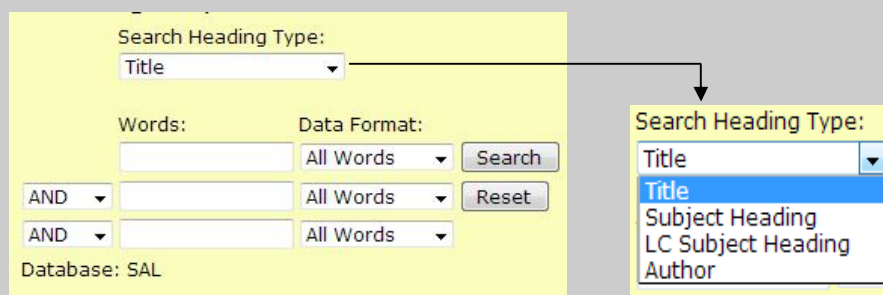 Search Heading Type:
Title
Words: Data Format:
All Words Search
AND All Words Reset
AND All Words
Database: SAL
Search Heading Type:
Title
Title
Subject Heading
LC Subject Heading
Author